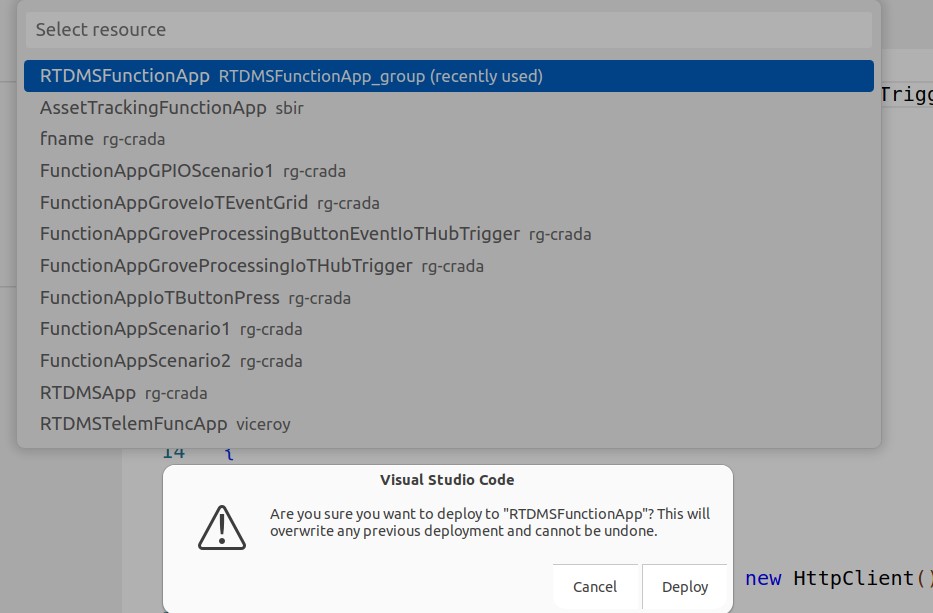 Select resource
RTDMSFunctionApp RTDMSFunctionApp_group (recently used)
AssetTrackingFunctionApp sbir
fname rg-crada
FunctionAppGPIOScenario1 rg-crada
FunctionAppGroveIoTEventGrid rg-crada
FunctionAppGroveProcessingButtonEventIoTHubTrigger rg-crada
FunctionAppGroveProcessingIoTHubTrigger rg-crada
FunctionAppIoTButtonPress rg-crada
FunctionAppScenario1 rg-crada
FunctionAppScenario2 rg-crada
RTDMSApp rg-crada
RTDMSTelemFuncApp viceroy
14 {
Visual Studio Code
Are you sure you want to deploy to "RTDMSFunctionApp"? This will
overwrite any previous deployment and cannot be undone.
Cancel Deploy
new HttpClient()